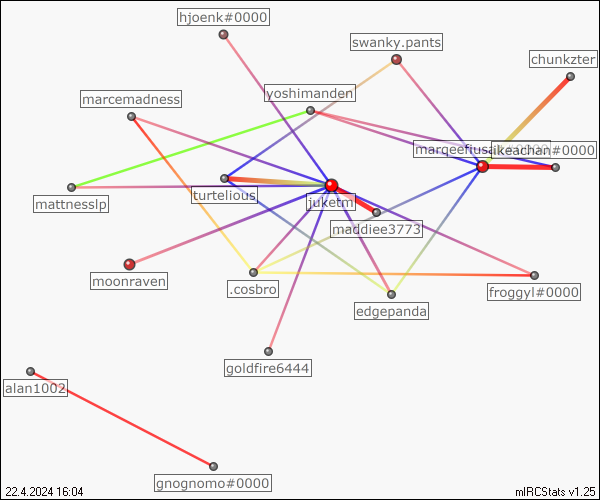 hjoenk#0000
swanky.pants
chunkzter
yoshimanden
marcemadness
keachan#0000
turtelious
mattnesslp
juketm
maddiee3773
moonraven
.cosbro
froggyl#0000
edgepanda
goldfire6444
alan1002
gnognomo#0000
22.4.2024 16:04
mIRCStats v1.25